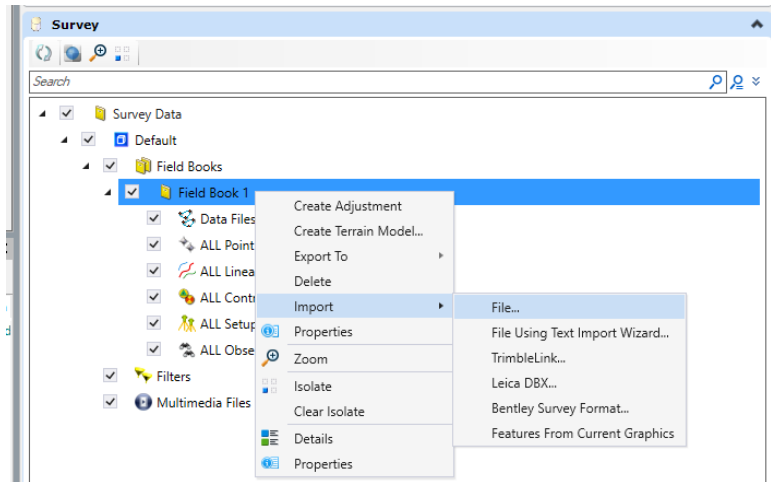 Survey
Search
Survey Data
Default
Field Books
Field Book 1
Data Files
ALL Point
ALL Linea
ALL Contr
ALL Setup
ALL Obse
Filters
Multimedia Files
Create Adjustment
Create Terrain Model...
Export To
Delete
Import
Properties
Zoom
Isolate
Clear Isolate
Details
Properties
File...
File Using Text Import Wizard...
TrimbleLink...
Leica DBX...
Bentley Survey Format...
Features From Current Graphics